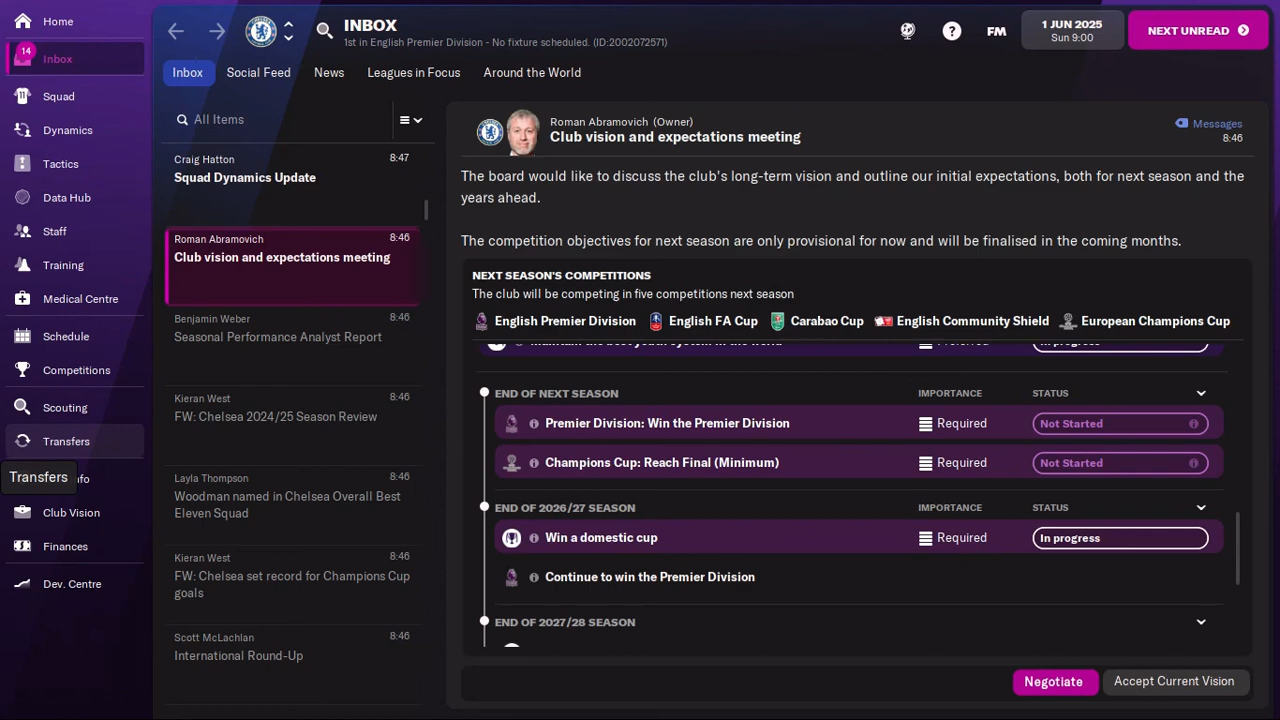 Home
14
Inbox
Squad
Dynamics
Tactics
Data Hub
Staff
Training
Medical Centre
Schedule
Competitions
Scouting
Transfers
Transfers
Club Vision
Finances
Dev. Centre
INBOX
1st in English Premier Division - No fixture scheduled. (ID:2002072571)
?
FM
1 JUN 2025
Sun 9:00
NEXT UNREAD
Inbox
Social Feed
News
Leagues in Focus
Around the World
All Items
Craig Hatton
8:47
Squad Dynamics Update
Roman Abramovich
8:46
Club vision and expectations meeting
Benjamin Weber
8:46
Seasonal Performance Analyst Report
Kieran West
8:46
FW: Chelsea 2024/25 Season Review
Layla Thompson
8:46
Woodman named in Chelsea Overall Best
Eleven Squad
Kieran West
8:46
FW: Chelsea set record for Champions Cup
goals
Scott McLachlan
8:46
International Round-Up
Roman Abramovich (Owner)
Club vision and expectations meeting
Messages
8:46
The board would like to discuss the club's long-term vision and outline our initial expectations, both for next season and the
years ahead.
The competition objectives for next season are only provisional for now and will be finalised in the coming months.
NEXT SEASON'S COMPETITIONS
The club will be competing in five competitions next season
English Premier Division
English FA Cup
Carabao Cup
English Community Shield
European Champions Cup
Maintain the best youth system in the world
Preferred
In progress
END OF NEXT SEASON
IMPORTANCE
STATUS
Premier Division: Win the Premier Division
Required
Not Started
Champions Cup: Reach Final (Minimum)
Required
Not Started
END OF 2026/27 SEASON
IMPORTANCE
STATUS
Win a domestic cup
Required
In progress
Continue to win the Premier Division
END OF 2027/28 SEASON
Negotiate
Accept Current Vision